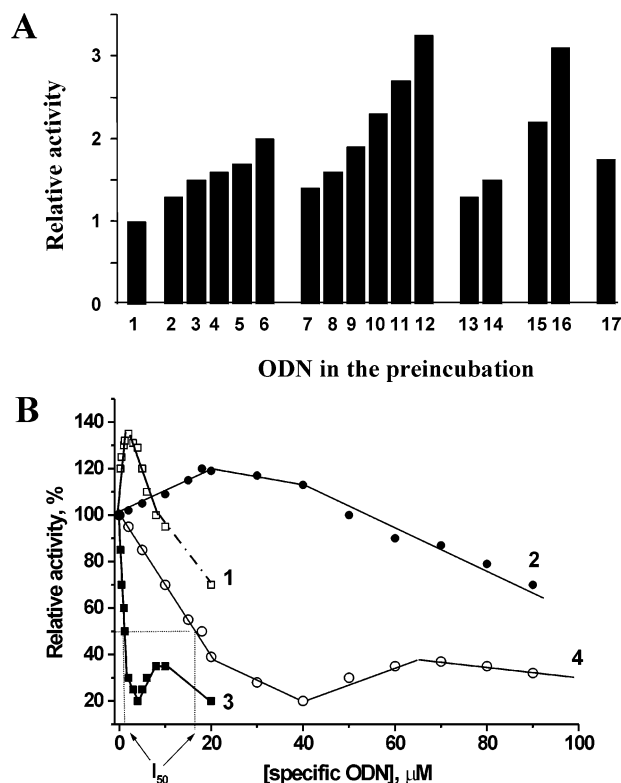 A
Relative activity
3
2
1
0
1 2 3 4 5 6 7 8 9 10 11 12 13 14 15 16 17
ODN in the preincubation
B
Relative activity, %
140
120
100
80
60
40
20
1
2
3
4
0 20 40 60 80 100
I50
[specific ODN], μM